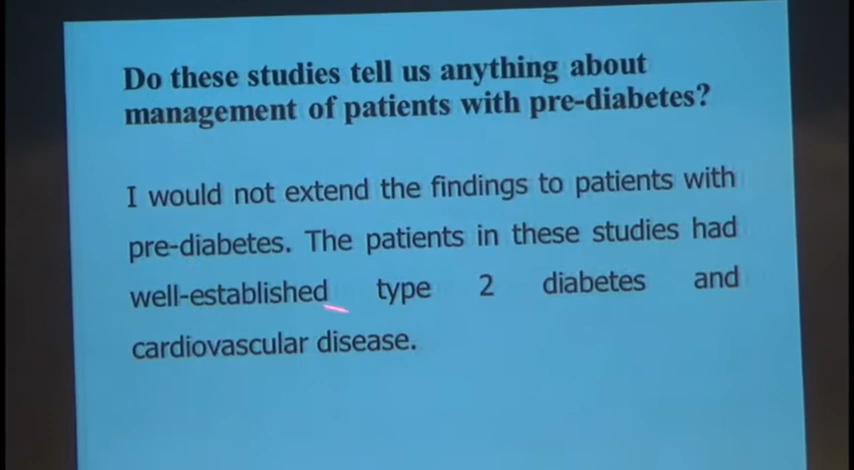 Do these studies tell us anything about
management of patients with pre-diabetes?
I would not extend the findings to patients with
pre-diabetes. The patients in these studies had
well-established type 2 diabetes and
cardiovascular disease.